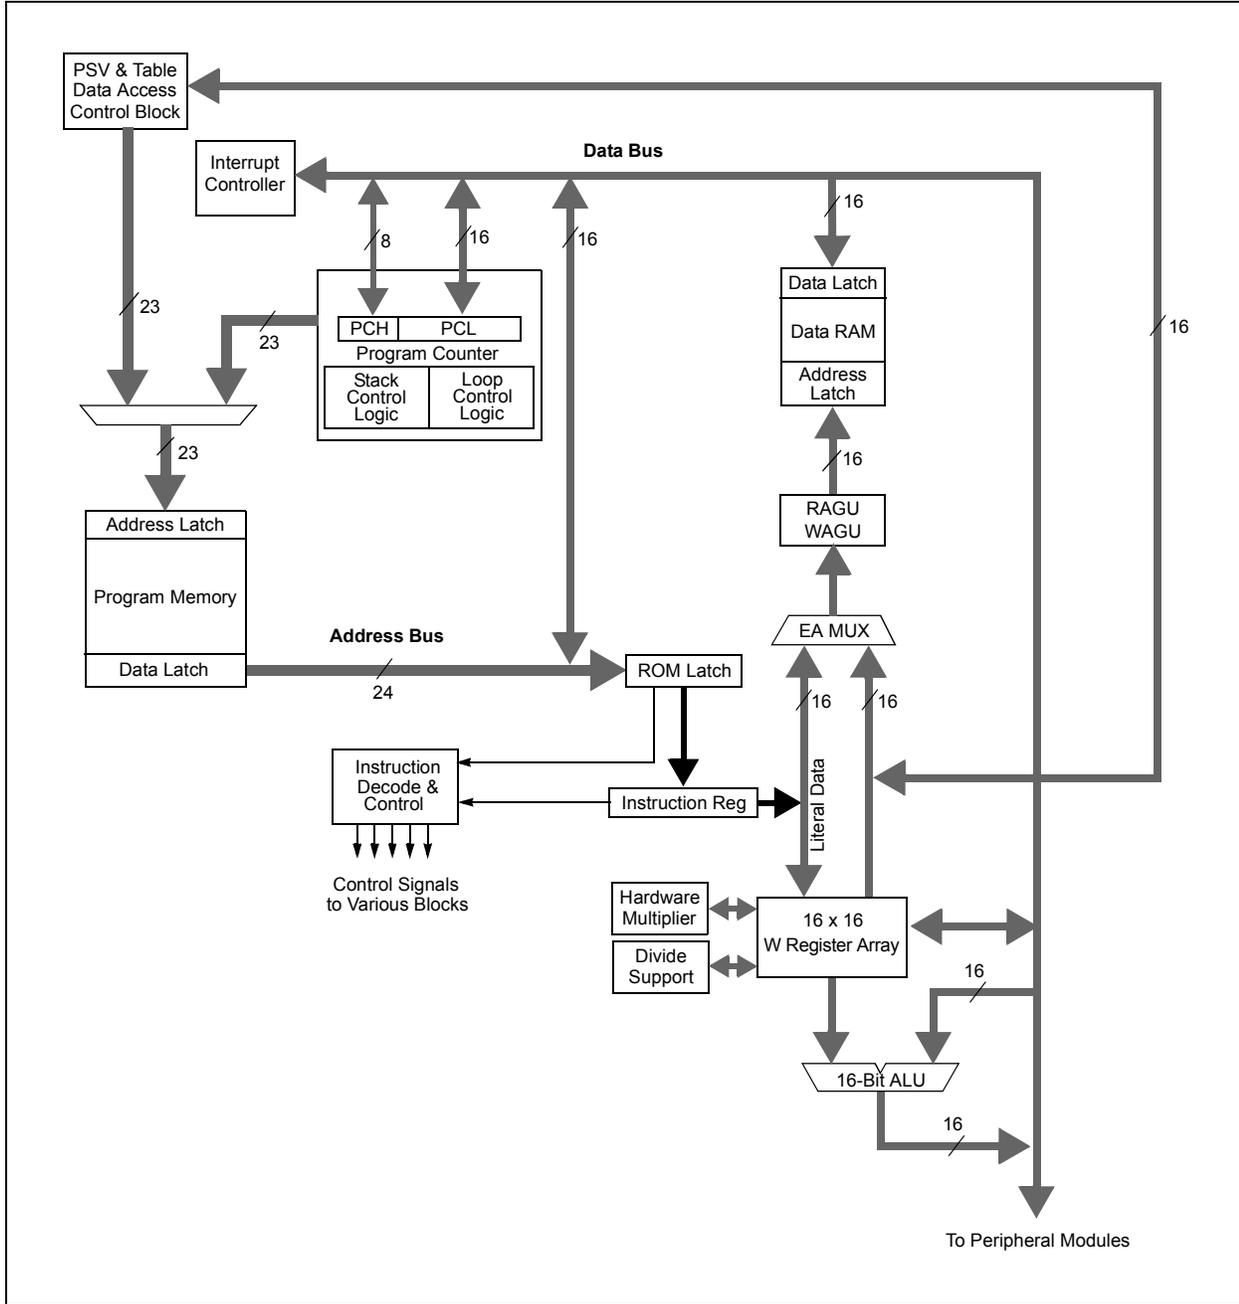 PSV & Table
Data Access
Control Block
Data Bus
Interrupt
Controller
16
8
16
16
Data Latch
23
16
23
PCH
PCL
Data RAM
Program Counter
Stack
Control
Logic
Loop
Control
Logic
Address
Latch
23
16
RAGU
WAGU
Address Latch
Program Memory
EA MUX
Address Bus
Data Latch
ROM Latch
24
16
16
Instruction
Decode &
Control
Instruction Reg
Literal Data
Control Signals
to Various Blocks
Hardware
Multiplier
16 x 16
W Register Array
Divide
Support
16
16-Bit ALU
16
To Peripheral Modules